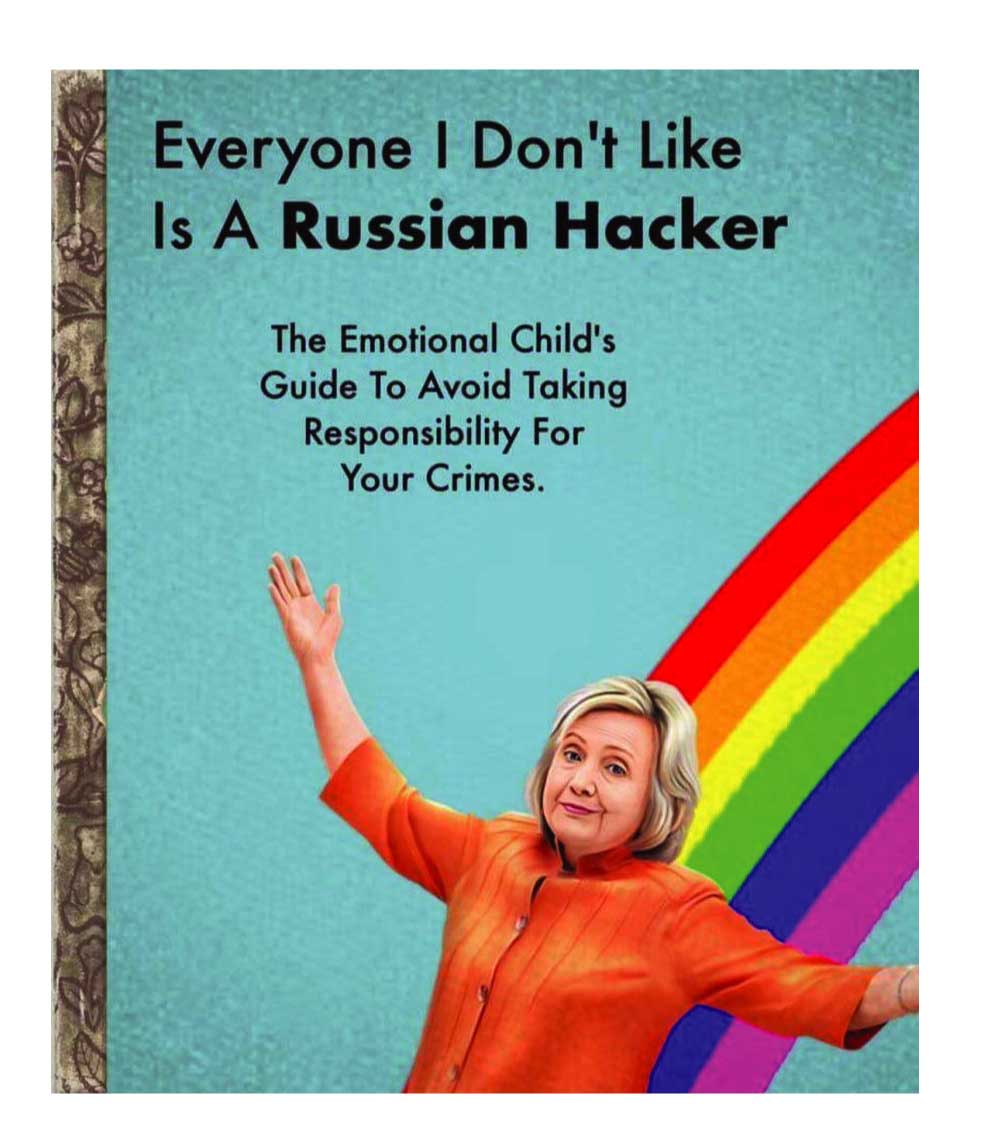 Everyone I Don't Like
Is A Russian Hacker
The Emotional Child's
Guide To Avoid Taking
Responsibility For
Your Crimes.